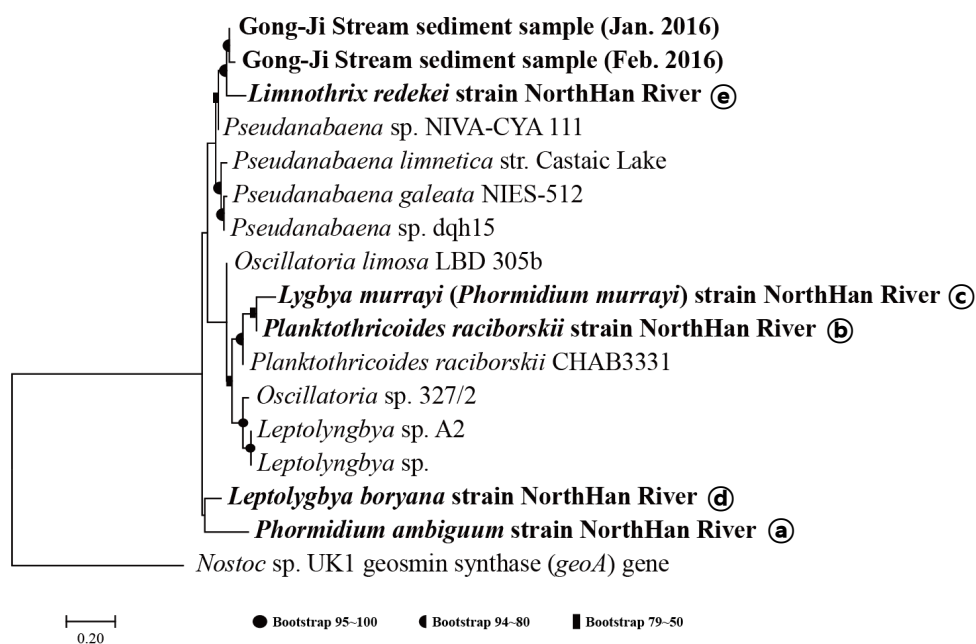 Gong-Ji Stream sediment sample (Jan. 2016)
Gong-Ji Stream sediment sample (Feb. 2016)
Limnothrix redekei strain NorthHan River ⓔ
Pseudanabaena sp. NIVA-CYA 111
Pseudanabaena limnetica str. Castaic Lake
Pseudanabaena galeata NIES-512
Pseudanabaena sp. dqh15
Oscillatoria limosa LBD 305b
Lygbya murrayi (Phormidium murrayi) strain NorthHan River ⓒ
Planktothricoides raciborskii strain NorthHan River ⓑ
Planktothricoides raciborskii CHAB3331
Oscillatoria sp. 327/2
Leptolyngbya sp. A2
Leptolyngbya sp.
Leptolygbya boryana strain NorthHan River ⓓ
Phormidium ambiguum strain NorthHan River ⓐ
Nostoc sp. UK1 geosmin synthase (geoA) gene
0.20
Bootstrap 95~100 Bootstrap 94~80 Bootstrap 79~50